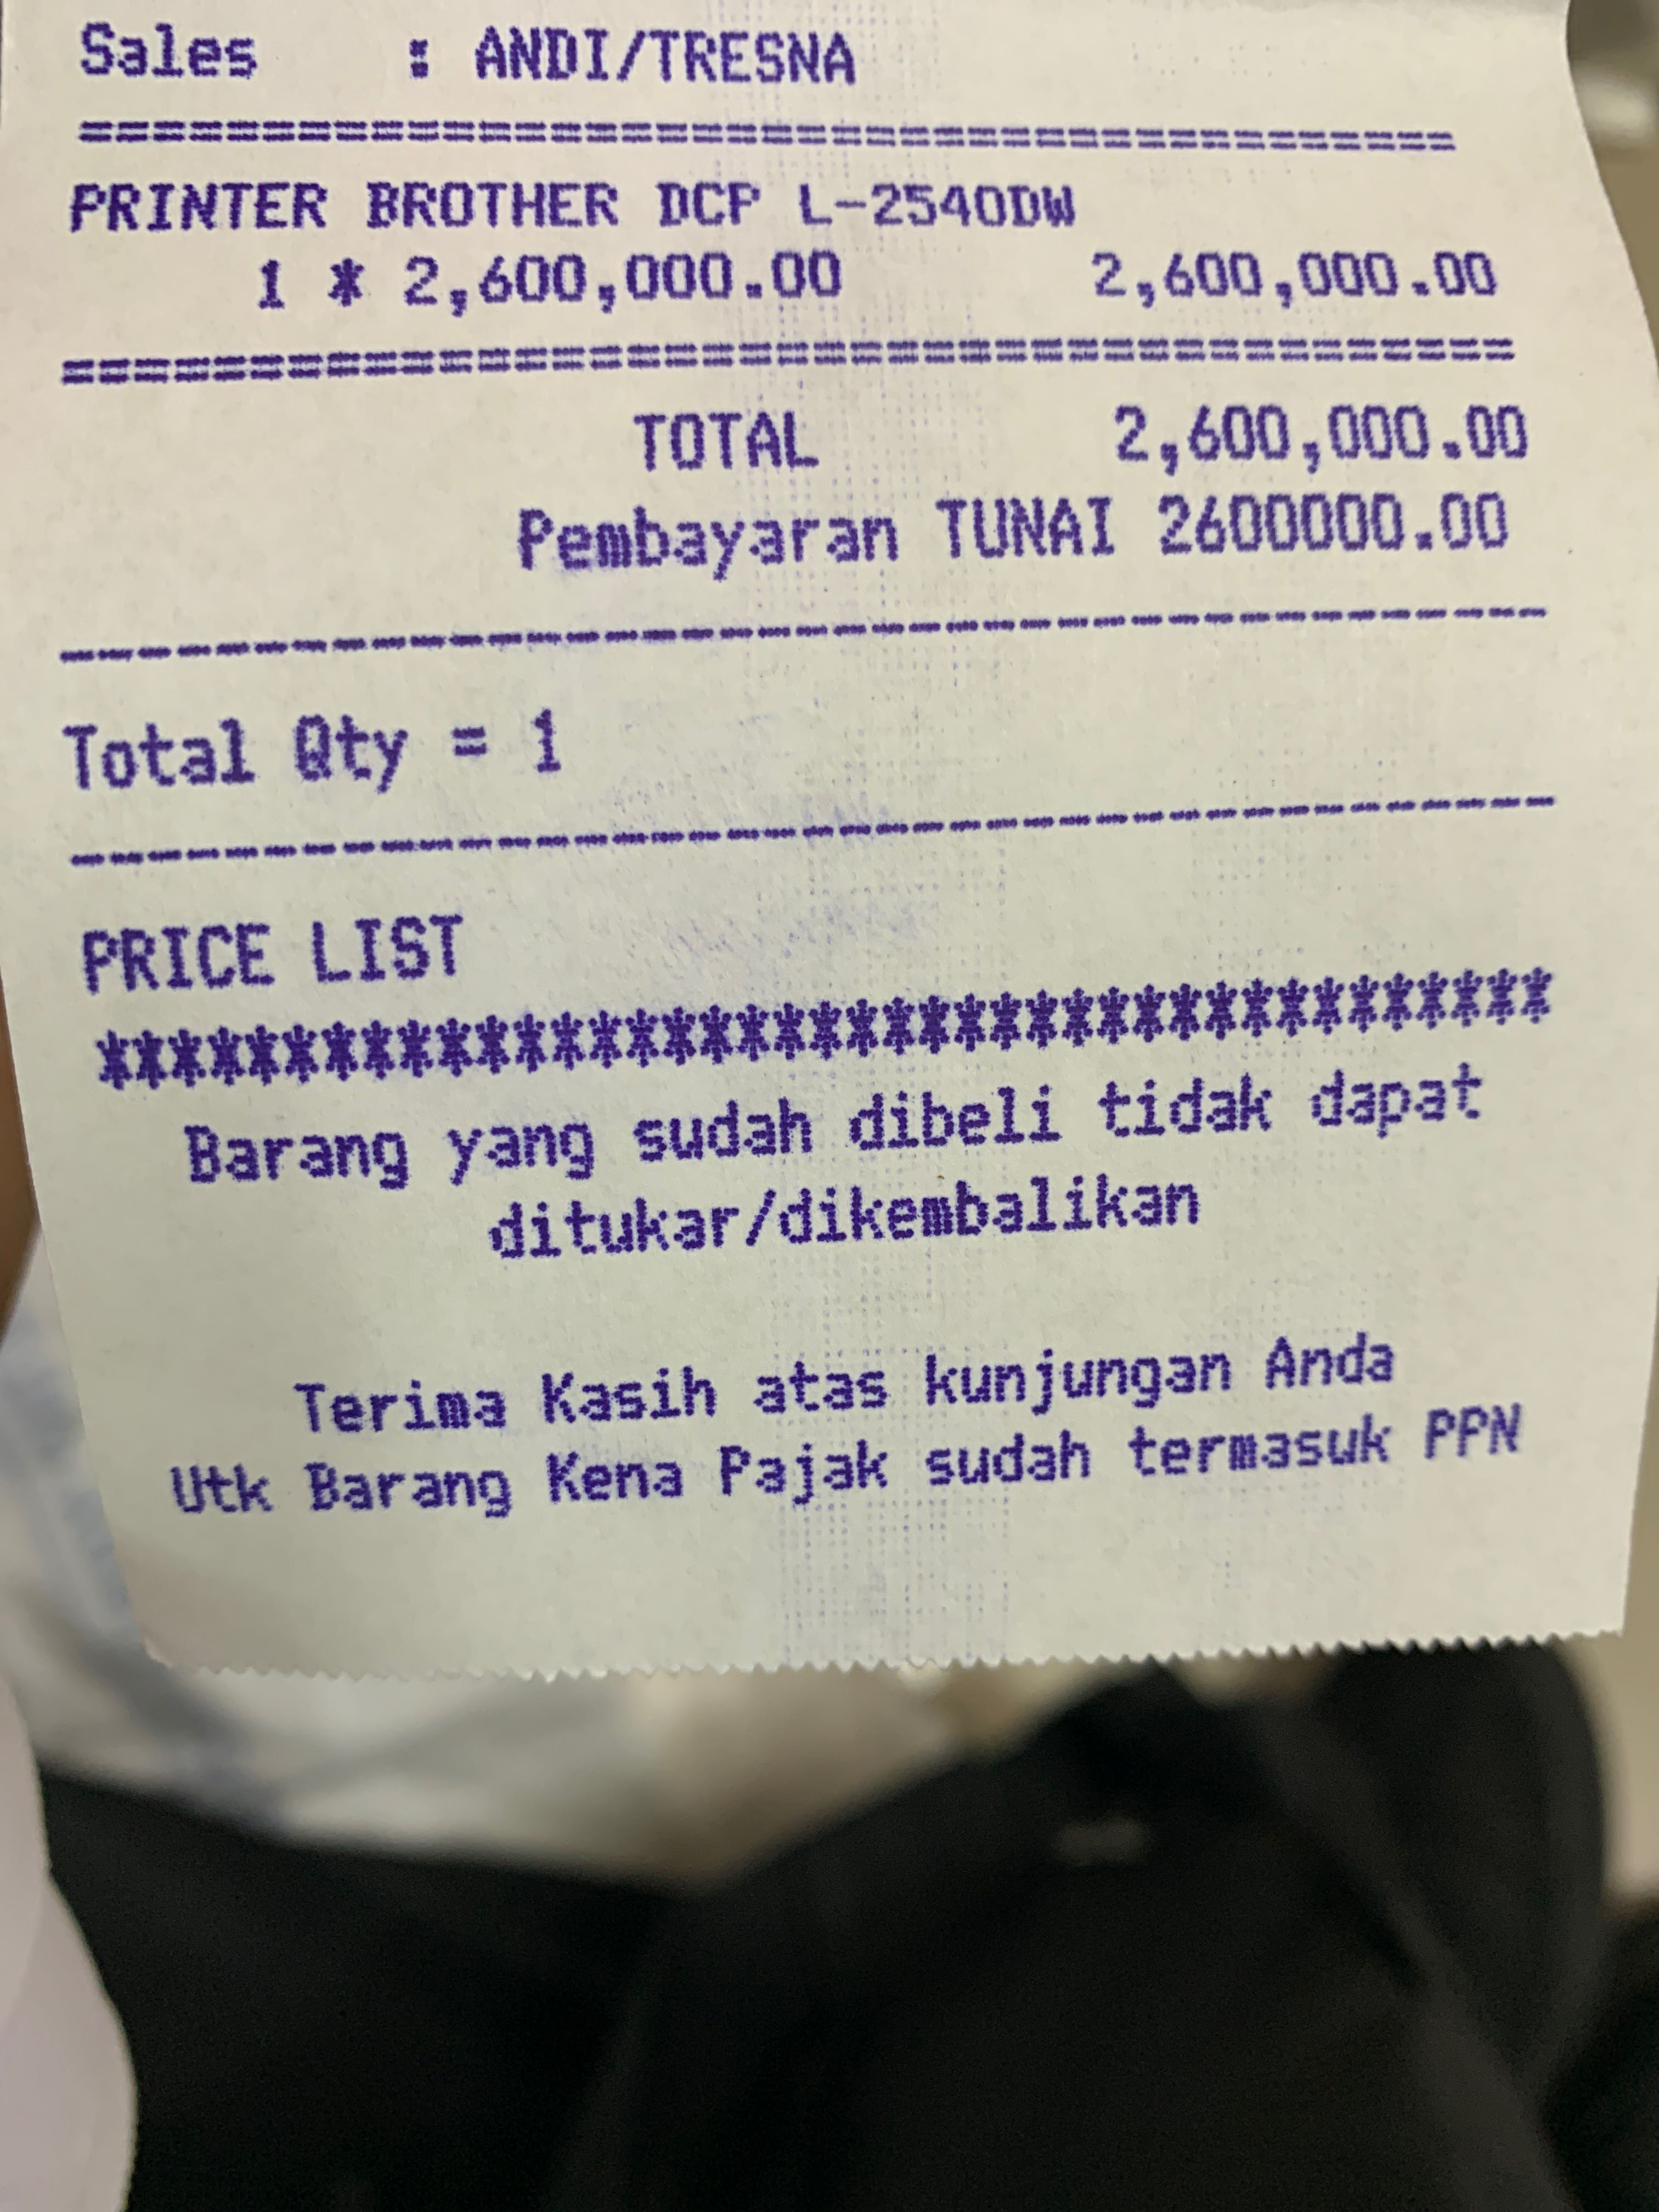 Sales : ANDI/TRESNA
========================================
PRINTER BROTHER DCP L-2540DW
1 * 2,600,000.00 2,600,000.00
========================================
TOTAL 2,600,000.00
Pembayaran TUNAI 2600000.00
----------------------------------------
Total Qty = 1
----------------------------------------
PRICE LIST
****************************************
Barang yang sudah dibeli tidak dapat
ditukar/dikembalikan
Terima Kasih atas kunjungan Anda
Utk Barang Kena Pajak sudah termasuk PPN